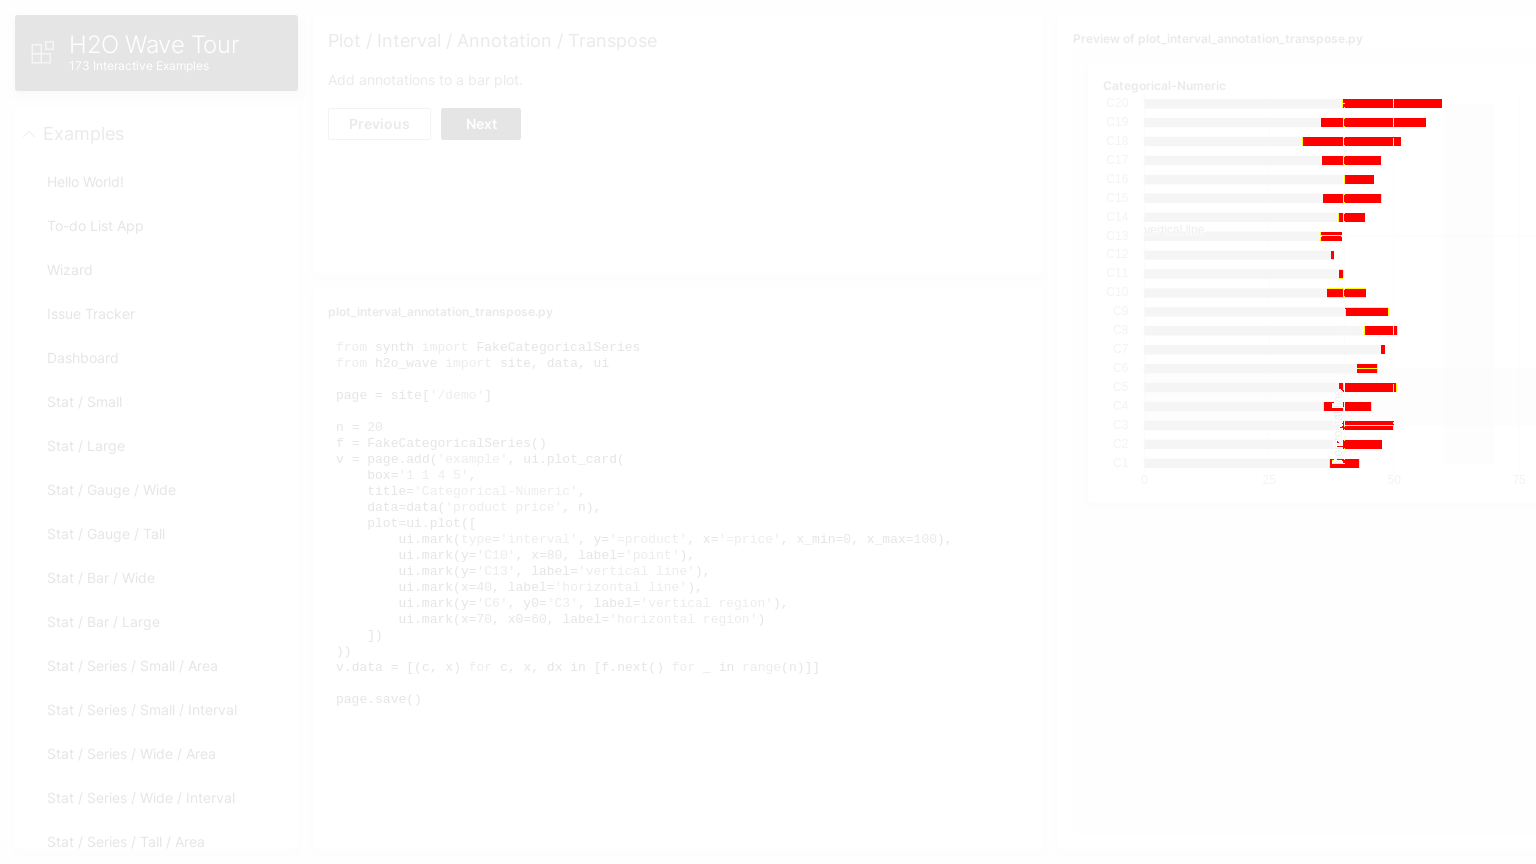 H2O Wave Tour
173 Interactive Examples
Examples
Hello World!
To-do List App
Wizard
Issue Tracker
Dashboard
Stat / Small
Stat / Large
Stat / Gauge / Wide
Stat / Gauge / Tall
Stat / Bar / Wide
Stat / Bar / Large
Stat / Series / Small / Area
Stat / Series / Small / Interval
Stat / Series / Wide / Area
Stat / Series / Wide / Interval
Stat / Series / Tall / Area
Plot / Interval / Annotation / Transpose
Add annotations to a bar plot.
Previous Next
plot_interval_annotation_transpose.py
from synth import FakeCategoricalSeries
from h2o_wave import site, data, ui
page = site['/demo']
n = 20
f = FakeCategoricalSeries()
v = page.add('example', ui.plot_card(
    box='1 1 4 5',
    title='Categorical-Numeric',
    data=data('product price', n),
    plot=ui.plot([
        ui.mark(type='interval', y='=product', x='=price', x_min=0, x_max=100),
        ui.mark(y='C10', x=80, label='point'),
        ui.mark(y='C13', label='vertical line'),
        ui.mark(x=40, label='horizontal line'),
        ui.mark(y='C6', y0='C3', label='vertical region'),
        ui.mark(x=70, x0=60, label='horizontal region')
    ])
))
v.data = [(c, x) for c, x, dx in [f.next() for _ in range(n)]]
page.save()
Preview of plot_interval_annotation_transpose.py
Categorical-Numeric
C20
C19
C18
C17
C16
C15
C14
C13
vertical line
C12
C11
C10
C9
C8
C7
C6
C5
C4
C3
C2
C1
0 25 50 75